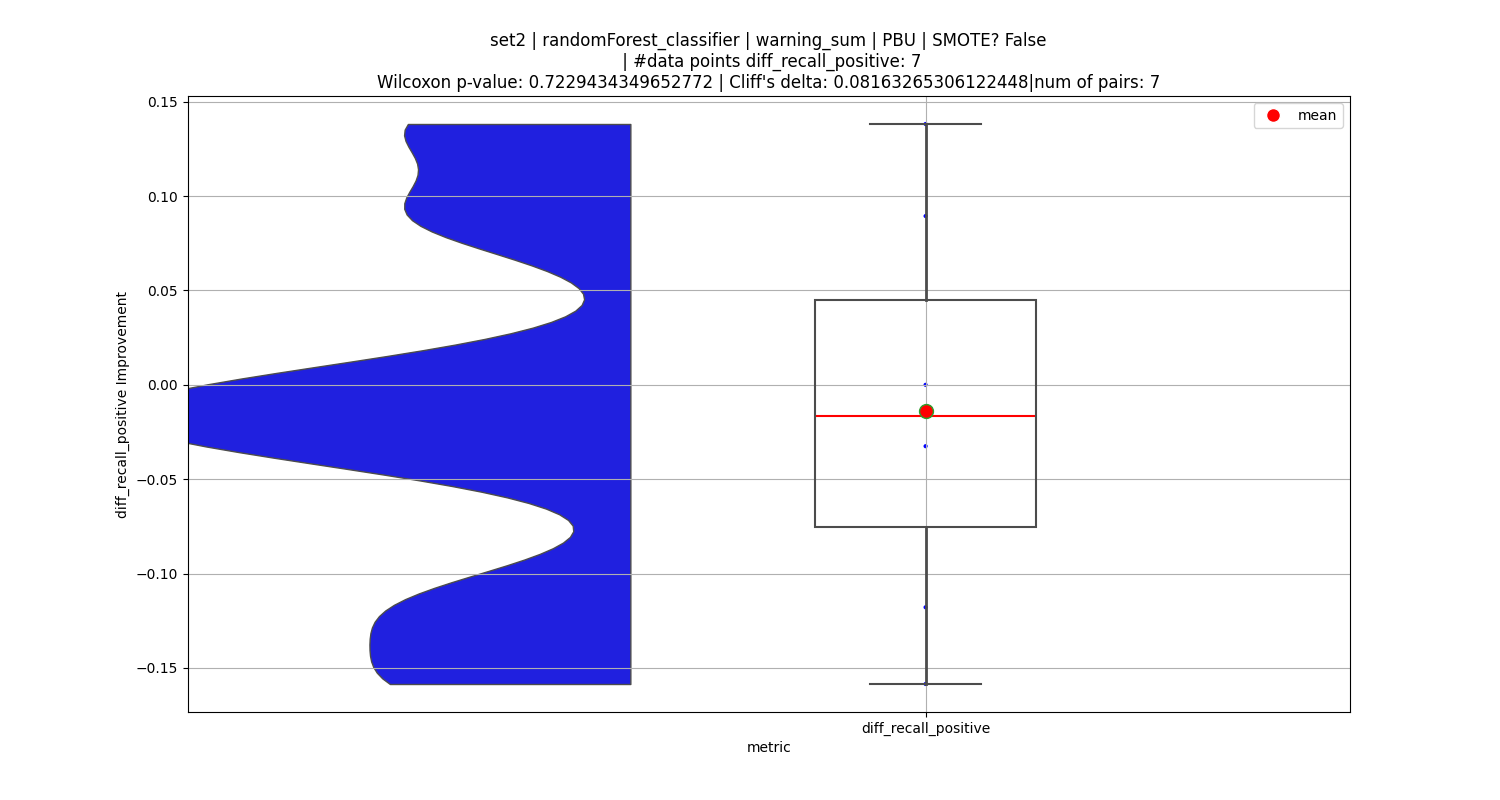 set2 | randomForest_classifier | warning_sum | PBU | SMOTE? False
| #data points diff_recall_positive: 7
Wilcoxon p-value: 0.7229434349652772 | Cliff's delta: 0.08163265306122448|num of pairs: 7
mean
0.15
0.10
0.05
0.00
−0.05
−0.10
−0.15
diff_recall_positive Improvement
diff_recall_positive
metric